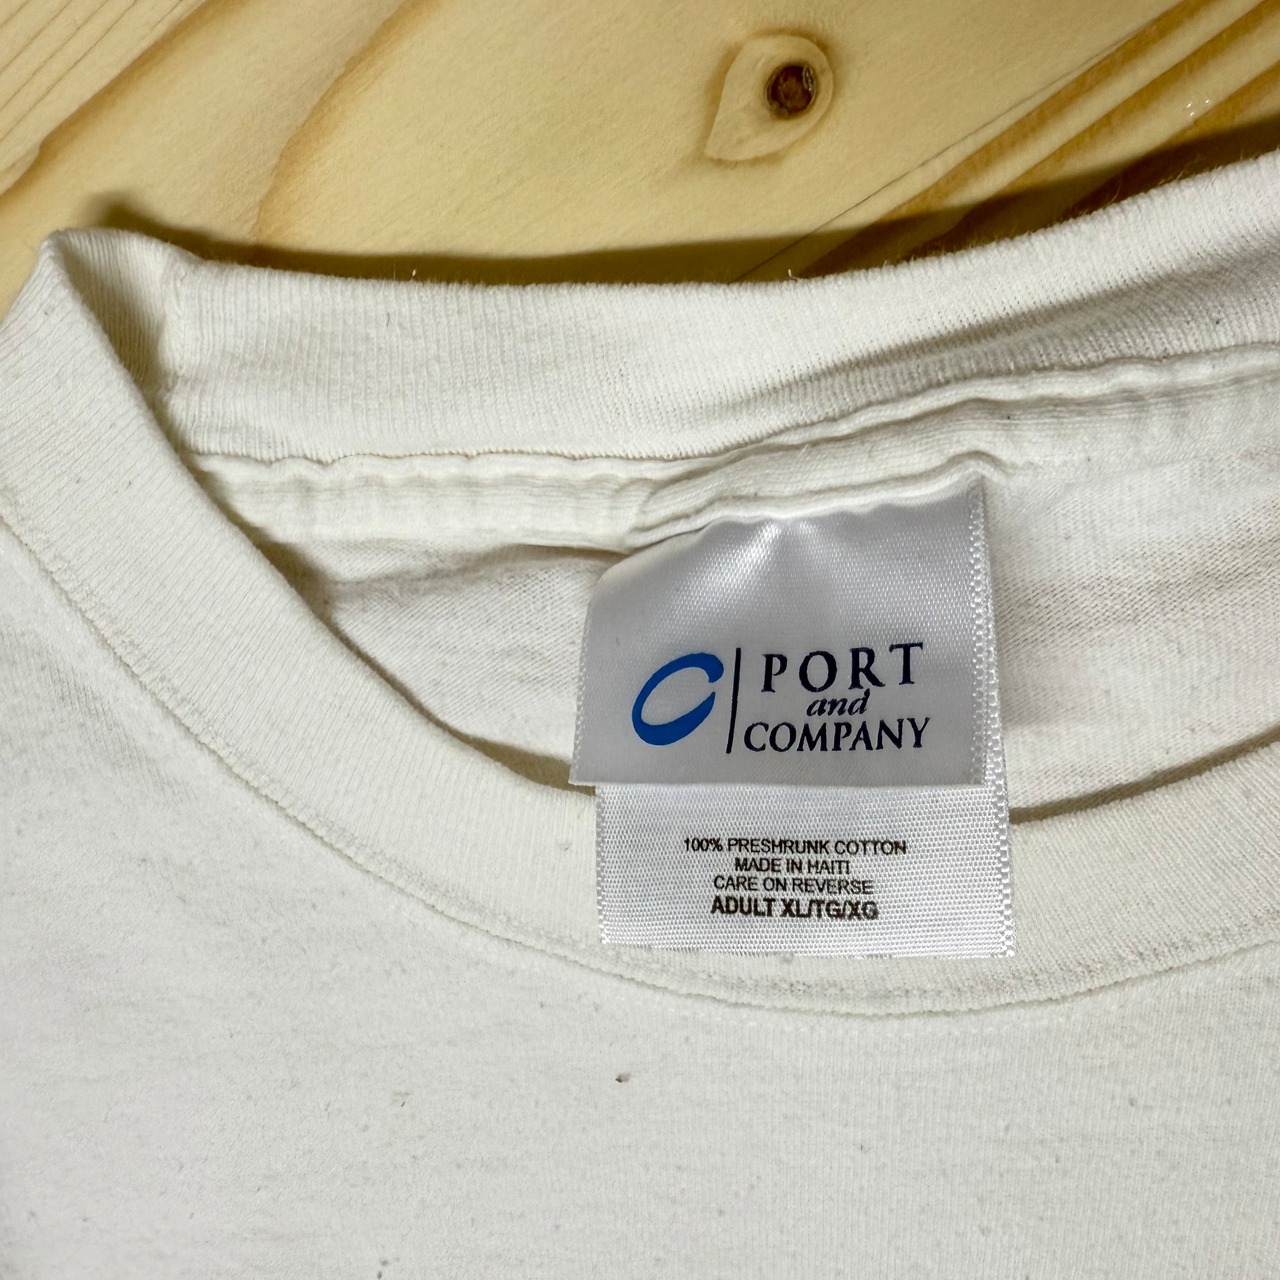 PORT
and
COMPANY
100% PRESHRUNK COTTON
MADE IN HAITI
CARE ON REVERSE
ADULT XL/TG/XG